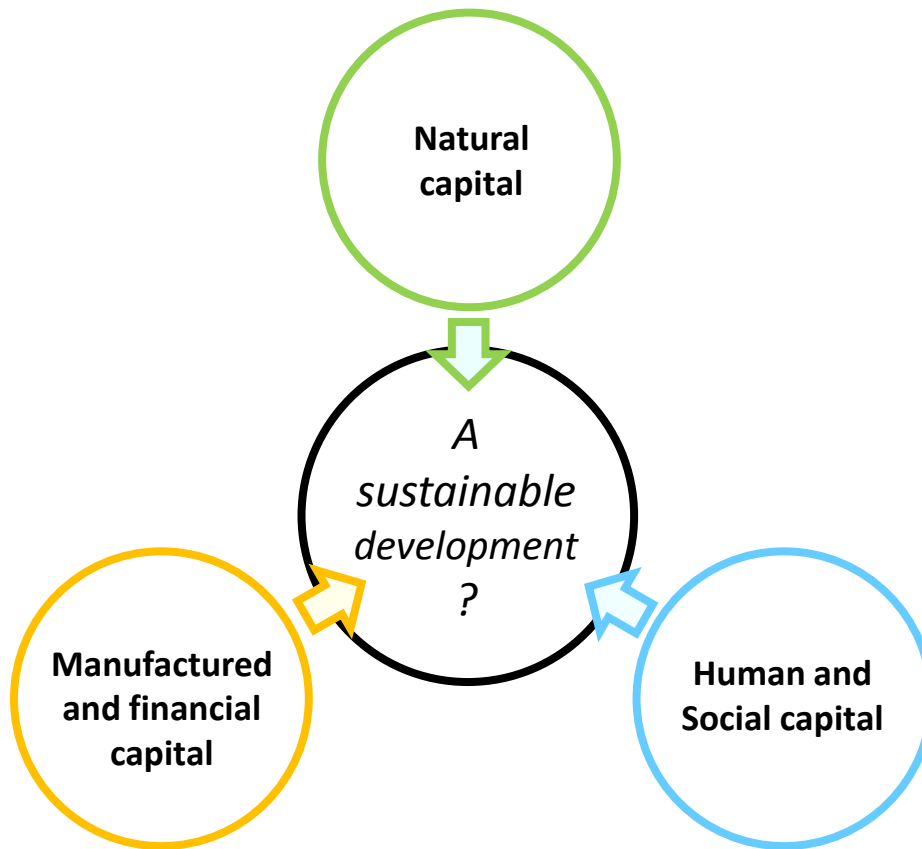 Natural
capital
A
sustainable
development
?
Manufactured
and financial
capital
Human and
Social capital